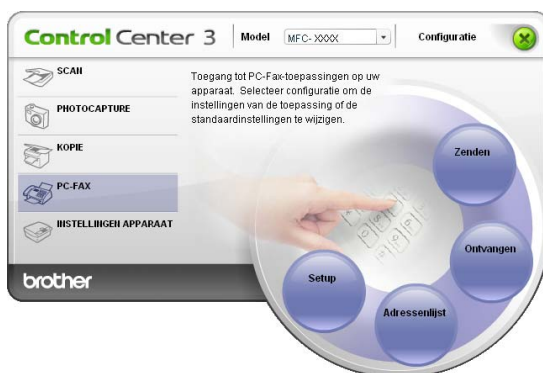 Control Center 3
Model
MFC- XXXX
Configuratie
SCAN
PHOTOCAPTURE
KOPIE
PC-FAX
INSTELLINGEN APPARAAT
brother
Toegang tot PC-Fax-toepassingen op uw
apparaat. Selecteer configuratie om de
instellingen van de toepassing of de
standaardinstellingen te wijzigen.
Zenden
Ontvangen
Adressenlijst
Setup